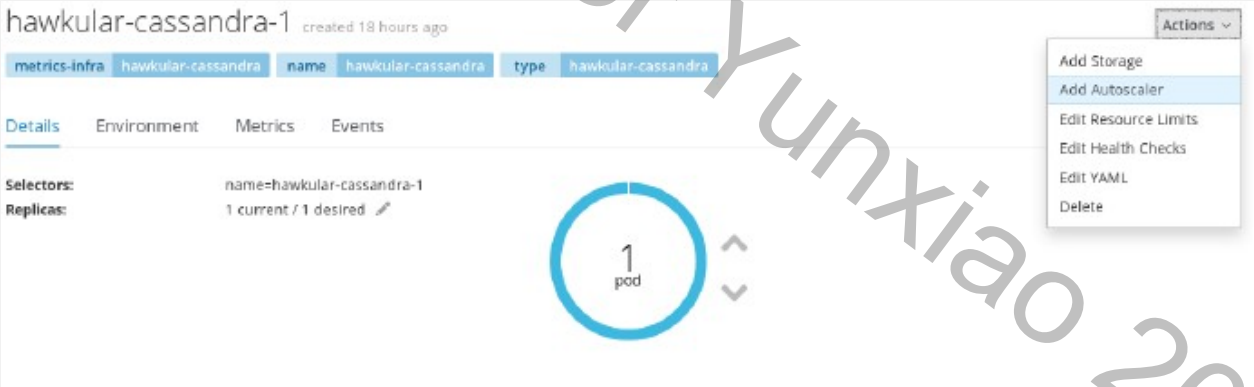 hawkular-cassandra-1 created 18 hours ago
Actions
metrics-infra hawkular-cassandra name hawkular-cassandra type hawkular-cassandra
Add Storage
Add Autoscaler
Edit Resource Limits
Edit Health Checks
Edit YAML
Delete
Details Environment Metrics Events
Selectors: name=hawkular-cassandra-1
Replicas: 1 current / 1 desired
1
pod
Yunxiao